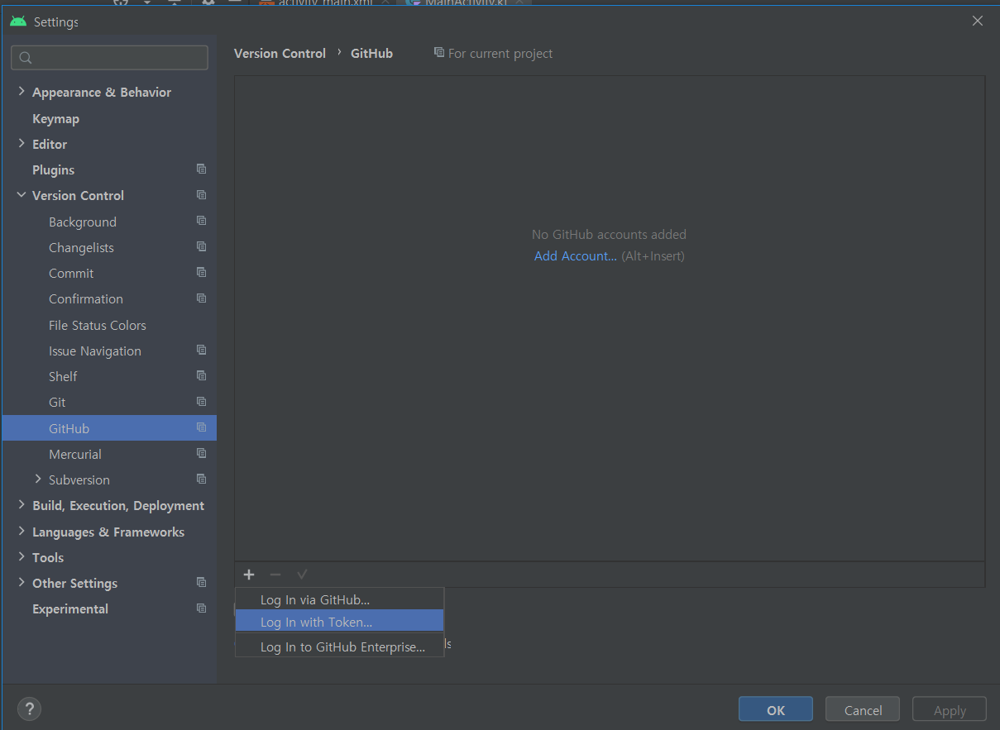 activity_main.xml
MainActivity.kt
Settings
Version Control › GitHub For current project
Appearance & Behavior
Keymap
Editor
Plugins
Version Control
Background
Changelists
Commit
Confirmation
File Status Colors
Issue Navigation
Shelf
Git
GitHub
Mercurial
Subversion
Build, Execution, Deployment
Languages & Frameworks
Tools
Other Settings
Experimental
No GitHub accounts added
Add Account... (Alt+Insert)
Log In via GitHub...
Log In with Token...
Log In to GitHub Enterprise...
ls
?
OK
Cancel
Apply